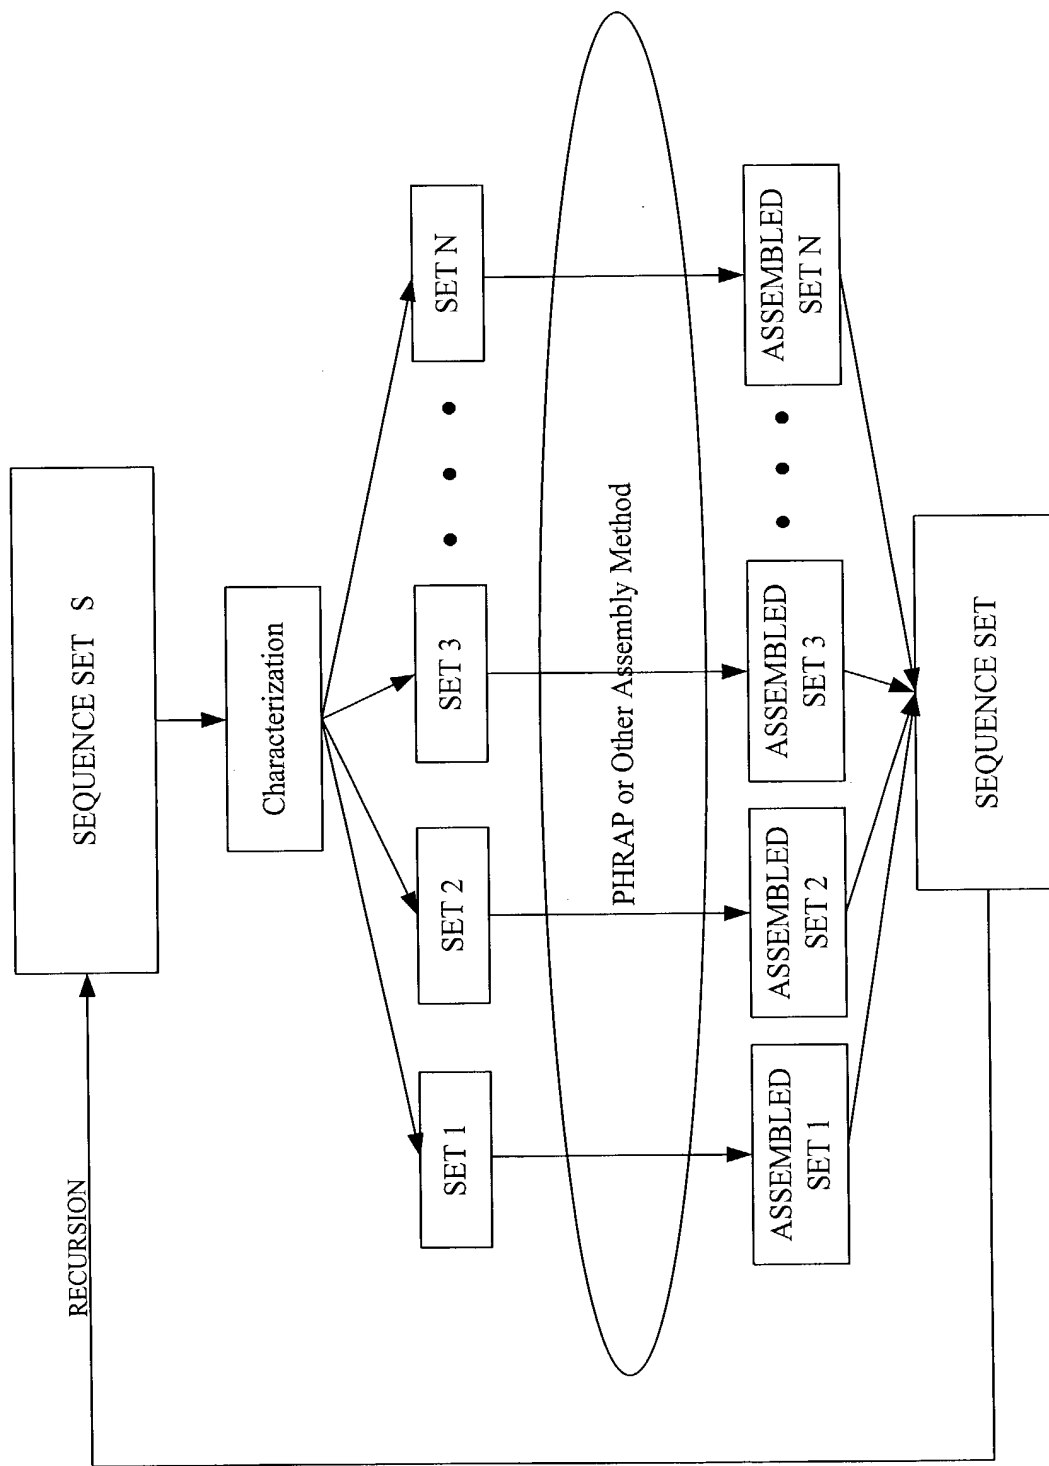 RECURSION
SEQUENCE SET S
Characterization
SET 1
SET 2
SET 3
SET N
PHRAP or Other Assembly Method
ASSEMBLED
SET 1
ASSEMBLED
SET 2
ASSEMBLED
SET 3
ASSEMBLED
SET N
SEQUENCE SET